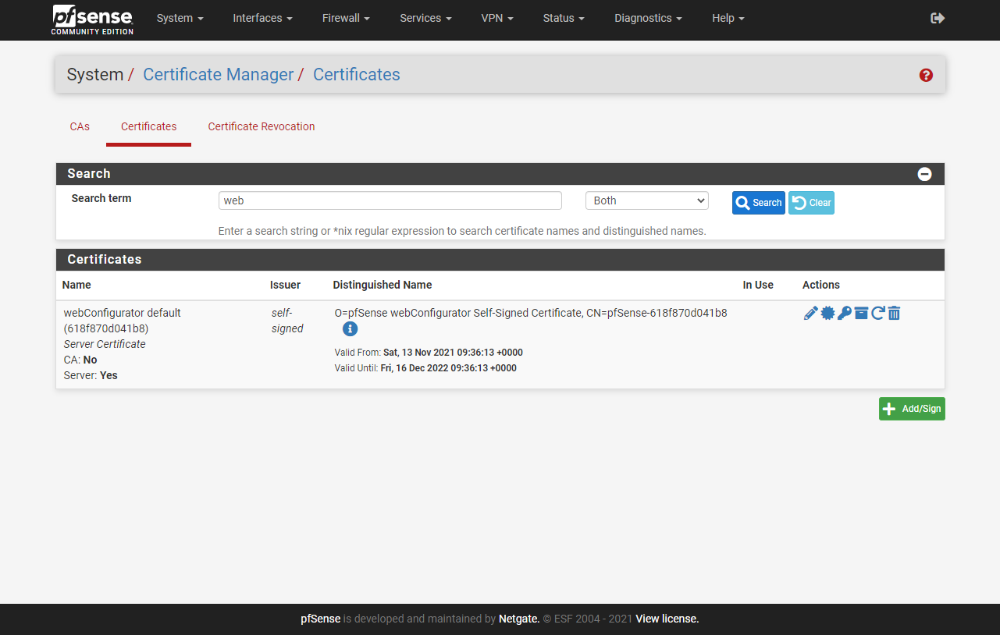 pfsense
COMMUNITY EDITION
System Interfaces Firewall Services VPN Status Diagnostics Help
System / Certificate Manager / Certificates
CAs Certificates Certificate Revocation
Search
Search term web Both Search Clear
Enter a search string or *nix regular expression to search certificate names and distinguished names.
Certificates
Name Issuer Distinguished Name In Use Actions
webConfigurator default
(618f870d041b8)
Server Certificate
CA: No
Server: Yes
self-
signed
O=pfSense webConfigurator Self-Signed Certificate, CN=pfSense-618f870d041b8
Valid From: Sat, 13 Nov 2021 09:36:13 +0000
Valid Until: Fri, 16 Dec 2022 09:36:13 +0000
Add/Sign
pfSense is developed and maintained by Netgate. © ESF 2004 - 2021 View license.